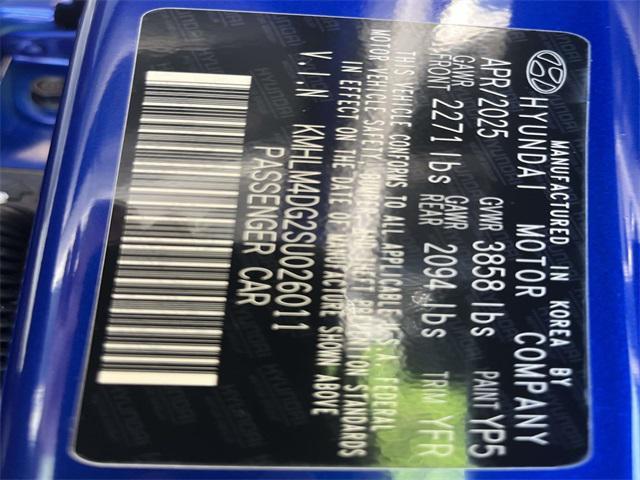 MANUFACTURED IN KOREA BY
HYUNDAI MOTOR COMPANY
APR/2025 GVWR 3858 lbs PAINT YP5
GAWR FRONT 2271 lbs GAWR REAR 2094 lbs TRIM YFR
THIS VEHICLE CONFORMS TO ALL APPLICABLE U.S.A. FEDERAL
MOTOR VEHICLE SAFETY, BUMPER AND THEFT PREVENTION STANDARDS
IN EFFECT ON THE DATE OF MANUFACTURE SHOWN ABOVE
V.I.N KMHLM4DG2SU026011
PASSENGER CAR